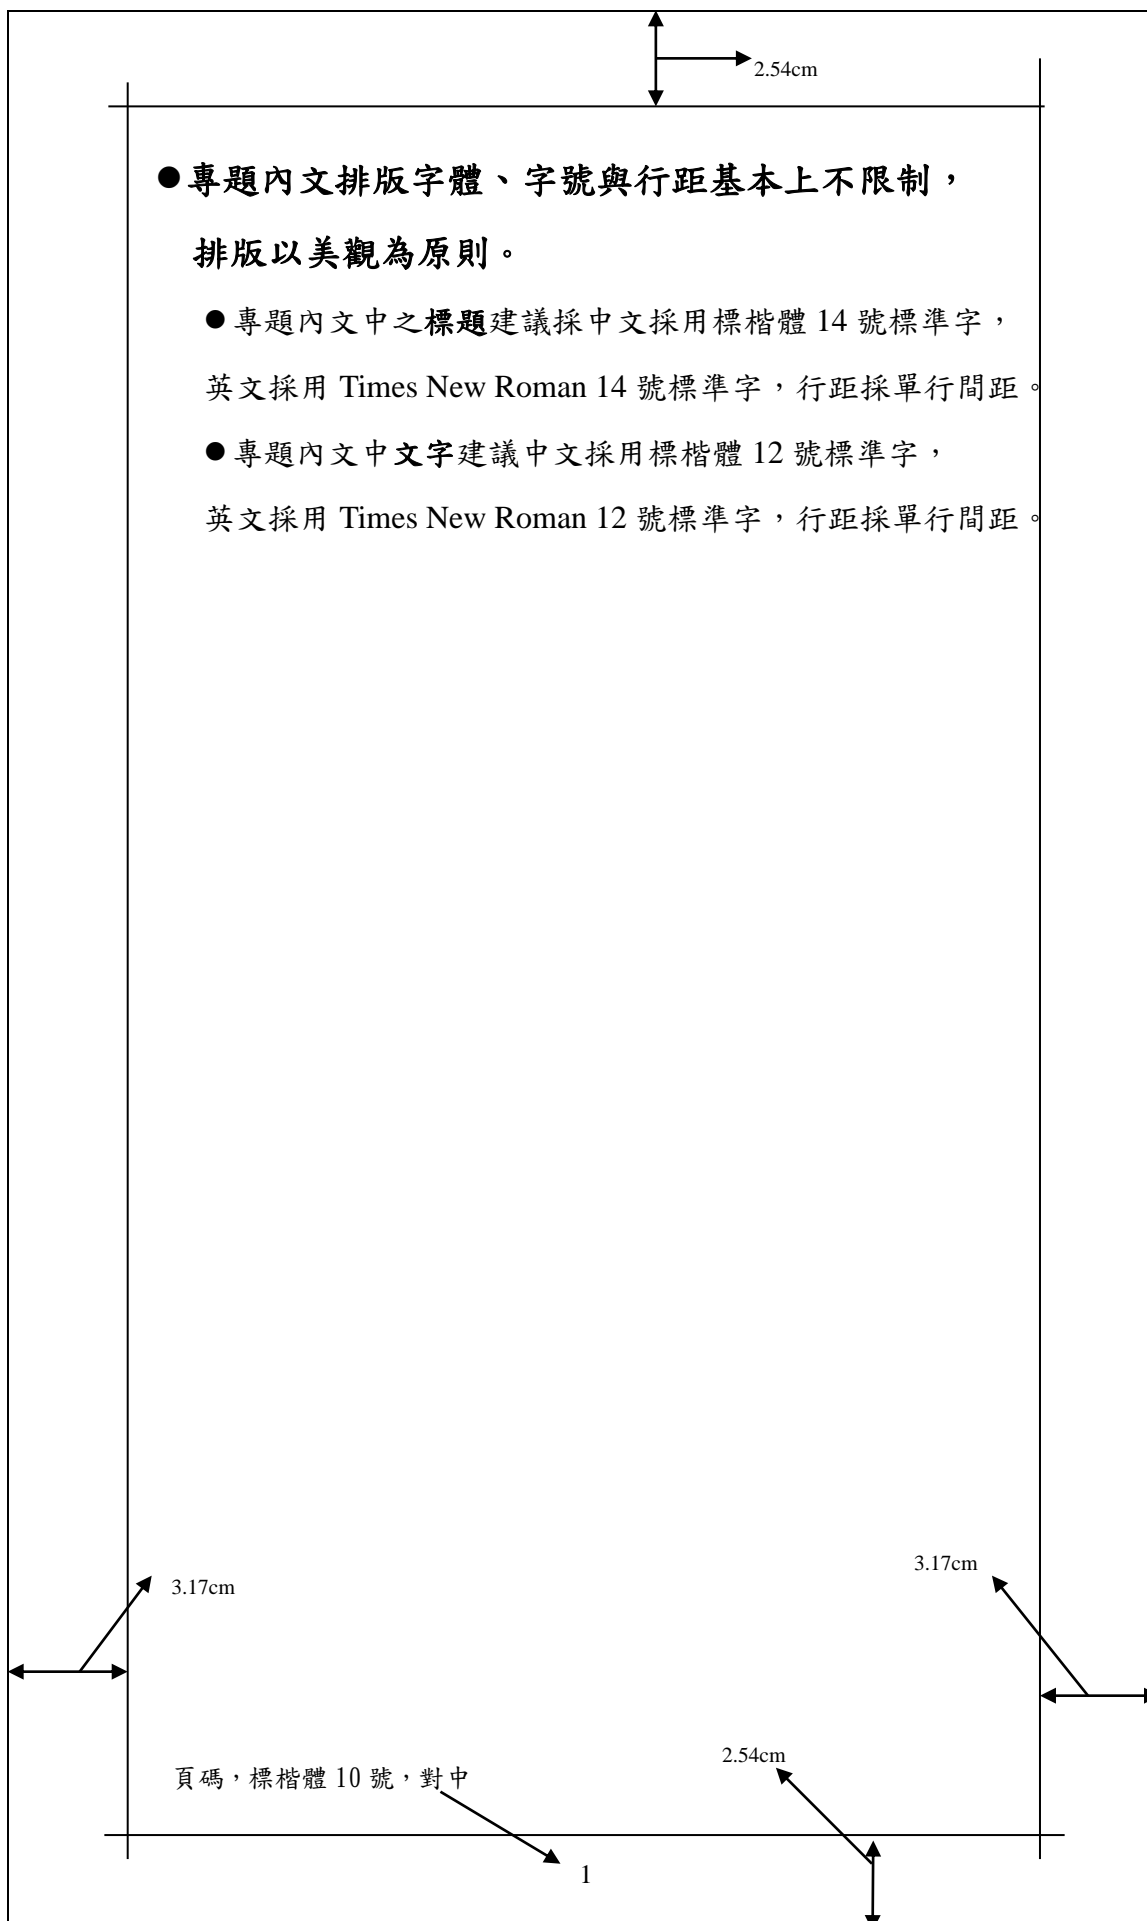 2.54cm
●專題內文排版字體、字號與行距基本上不限制，
排版以美觀為原則。
●專題內文中之標題建議採中文採用標楷體 14 號標準字，
英文採用 Times New Roman 14 號標準字，行距採單行間距。
●專題內文中文字建議中文採用標楷體 12 號標準字，
英文採用 Times New Roman 12 號標準字，行距採單行間距。
3.17cm
3.17cm
2.54cm
頁碼，標楷體 10 號，對中
1